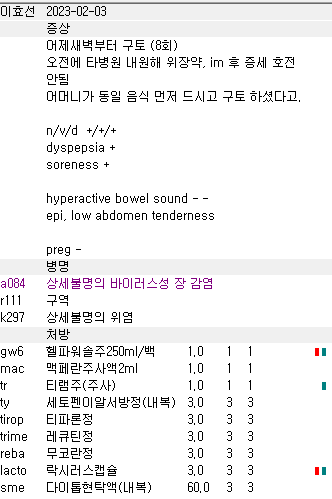 이효선 2023-02-03
증상
어제새벽부터 구토 (8회)
오전에 타병원 내원해 위장약, im 후 증세 호전
안됨
어머니가 동일 음식 먼저 드시고 구토 하셨다고,
n/v/d +/+/+
dyspepsia +
soreness +
hyperactive bowel sound - -
epi, low abdomen tenderness
preg -
병명
a084 상세불명의 바이러스성 장 감염
r111 구역
k297 상세불명의 위염
처방
gw6 헬파워솔주250ml/백 1.0 1 1
mac 맥페란주사액2ml 1.0 1 1
tr 티램주(주사) 1.0 1 1
ty 세토펜이알서방정(내복) 3.0 3 3
tirop 티파론정 3.0 3 3
trime 레큐틴정 3.0 3 3
reba 무코란정 3.0 3 3
lacto 락시러스캡슐 3.0 3 3
sme 다이톱현탁액(내복) 60.0 3 3